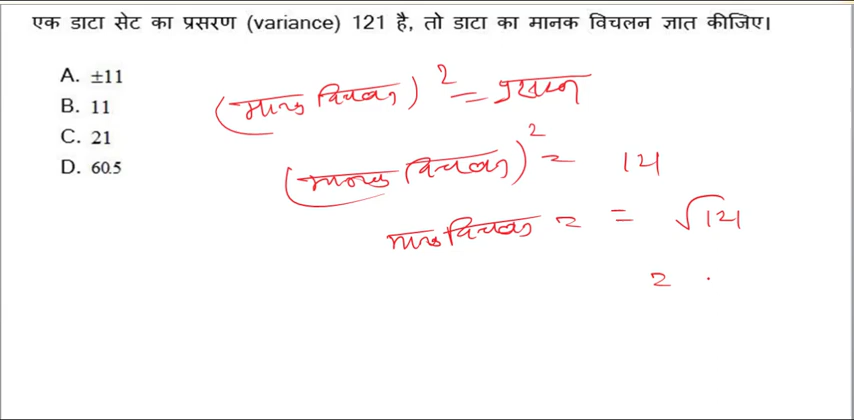 एक डाटा सेट का प्रसरण (variance) 121 है, तो डाटा का मानक विचलन ज्ञात कीजिए।
A. ±11
B. 11
C. 21
D. 60.5
(मानक विचलन)² = प्रसरण
(मानक विचलन)² = 121
मानक विचलन = = √121
=